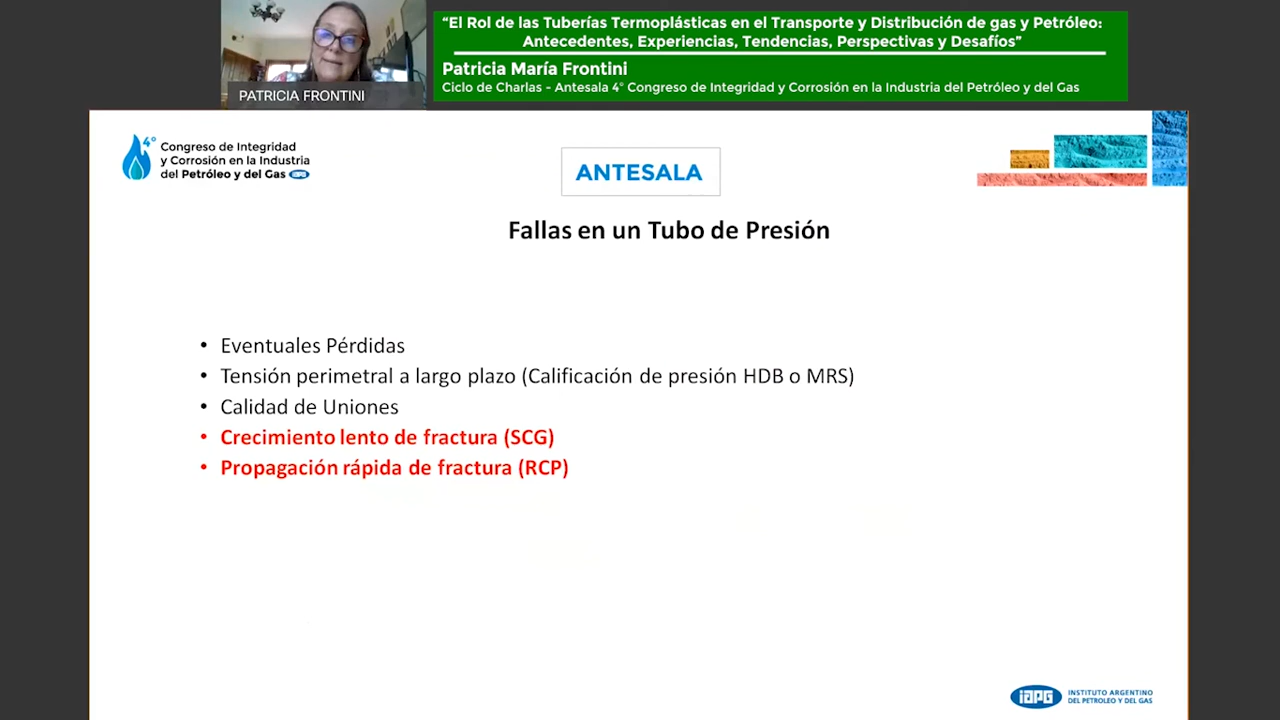 "El Rol de las Tuberías Termoplásticas en el Transporte y Distribución de gas y Petróleo:
Antecedentes, Experiencias, Tendencias, Perspectivas y Desafíos"
Patricia María Frontini
Ciclo de Charlas - Antesala 4° Congreso de Integridad y Corrosión en la Industria del Petróleo y del Gas
PATRICIA FRONTINI
4° Congreso de Integridad
y Corrosión en la Industria
del Petróleo y del Gas iapg
ANTESALA
Fallas en un Tubo de Presión
• Eventuales Pérdidas
• Tensión perimetral a largo plazo (Calificación de presión HDB o MRS)
• Calidad de Uniones
• Crecimiento lento de fractura (SCG)
• Propagación rápida de fractura (RCP)
iapg INSTITUTO ARGENTINO
DEL PETROLEO Y DEL GAS